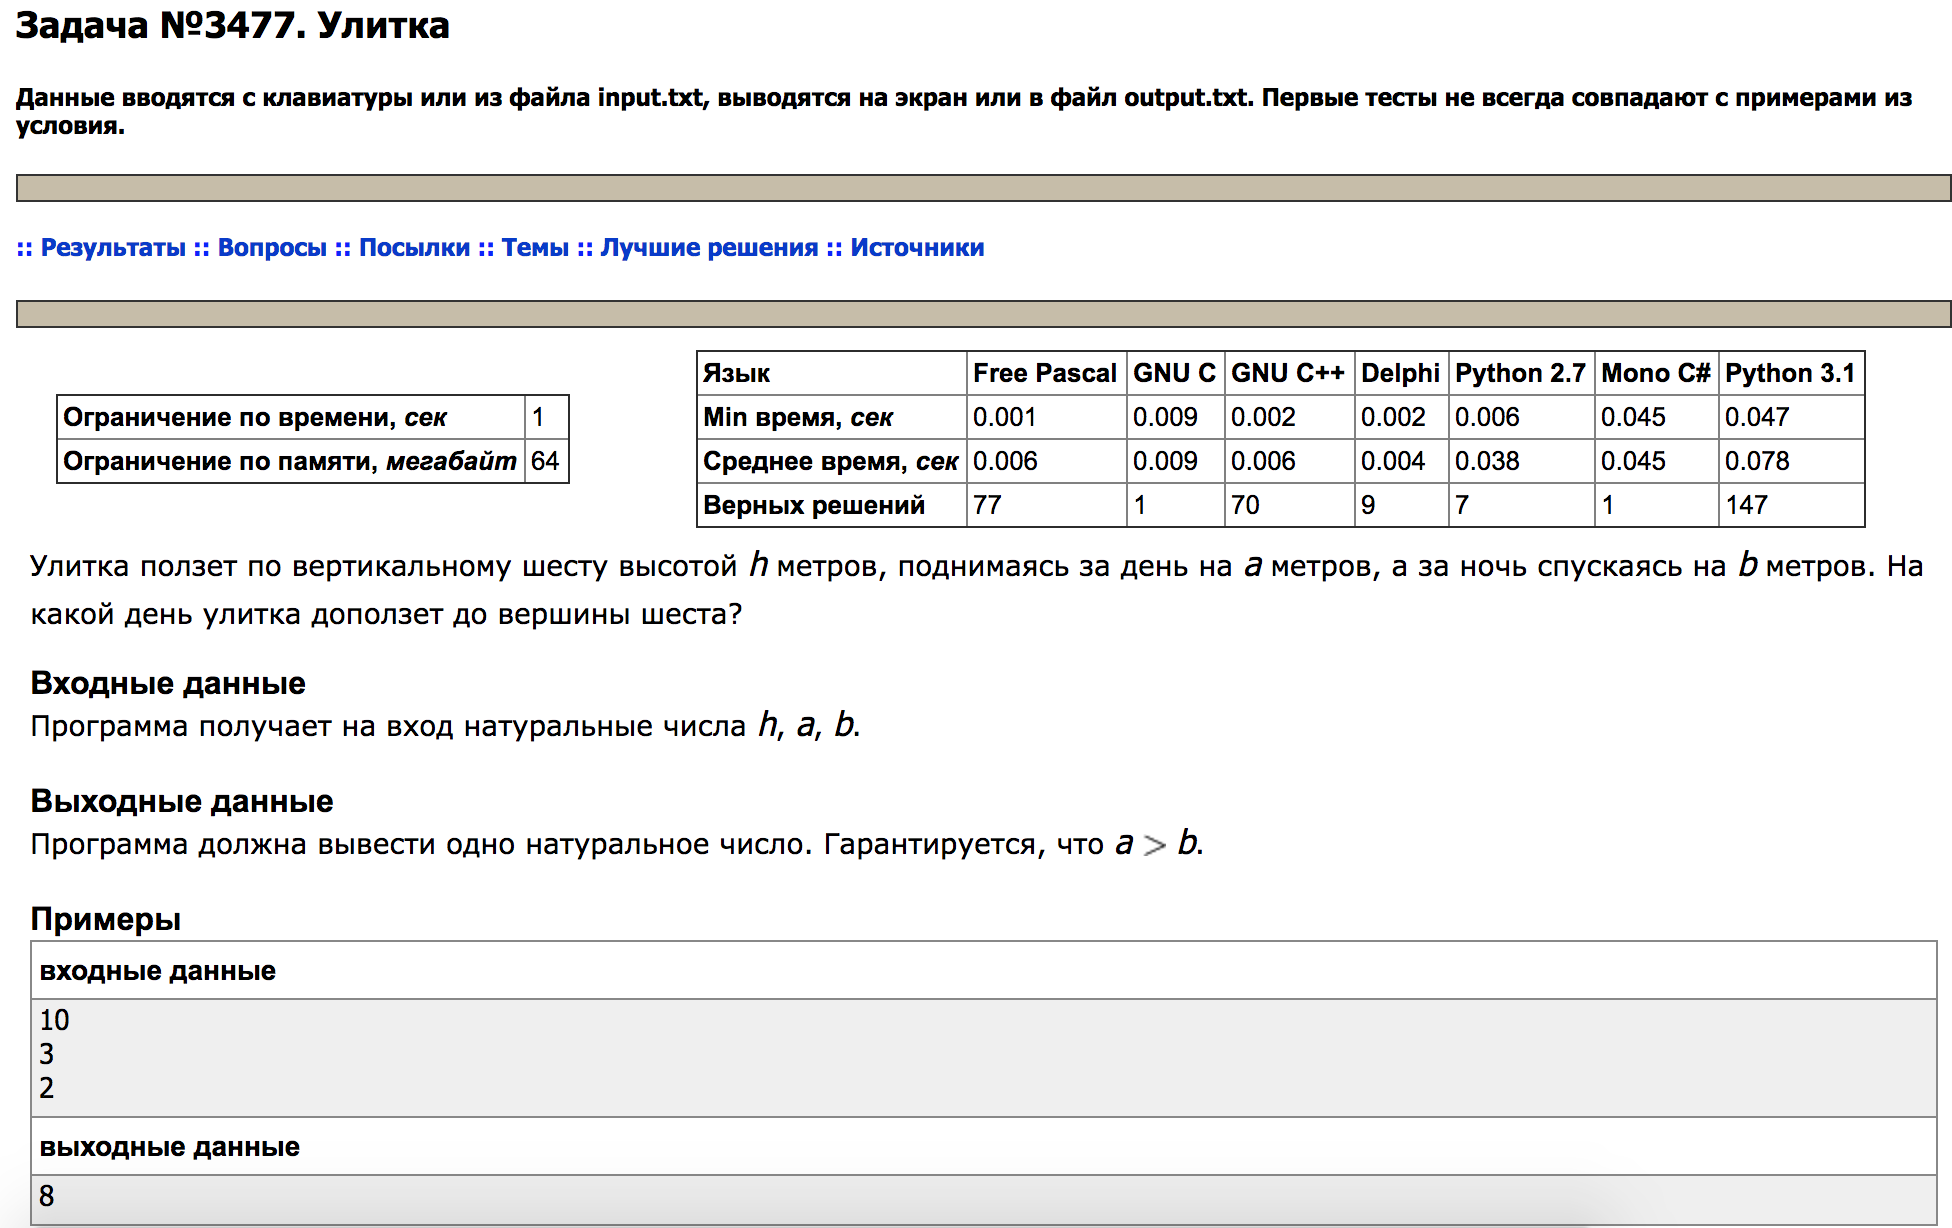 Задача №3477. Улитка
Данные вводятся с клавиатуры или из файла input.txt, выводятся на экран или в файл output.txt. Первые тесты не всегда совпадают с примерами из
условия.
:: Результаты :: Вопросы :: Посылки :: Темы :: Лучшие решения :: Источники
Ограничение по времени, сек 1
Ограничение по памяти, мегабайт 64
Язык Free Pascal GNU C GNU C++ Delphi Python 2.7 Mono C# Python 3.1
Min время, сек 0.001 0.009 0.002 0.002 0.006 0.045 0.047
Среднее время, сек 0.006 0.009 0.006 0.004 0.038 0.045 0.078
Верных решений 77 1 70 9 7 1 147
Улитка ползет по вертикальному шесту высотой h метров, поднимаясь за день на a метров, а за ночь спускаясь на b метров. На
какой день улитка доползет до вершины шеста?
Входные данные
Программа получает на вход натуральные числа h, a, b.
Выходные данные
Программа должна вывести одно натуральное число. Гарантируется, что a > b.
Примеры
входные данные
10
3
2
выходные данные
8